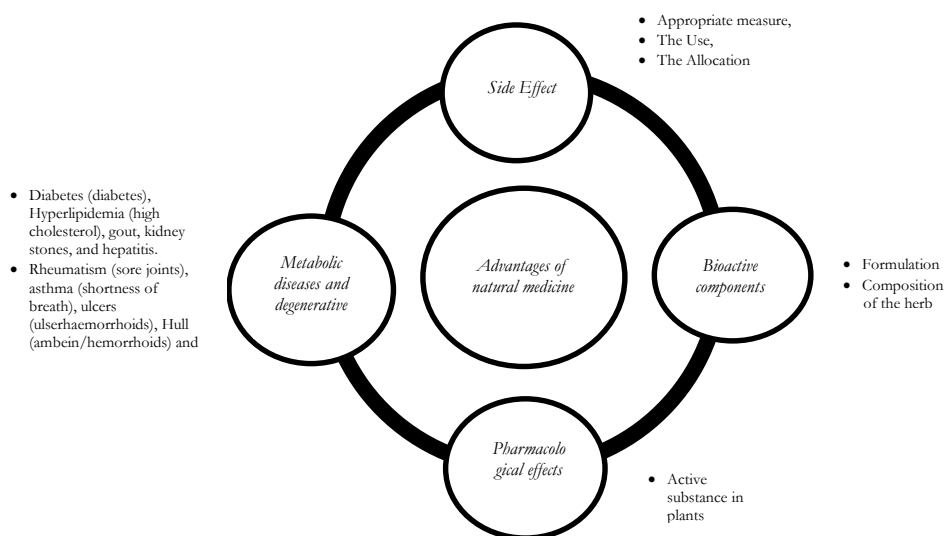 • Appropriate measure,
• The Use,
• The Allocation
Side Effect
• Diabetes (diabetes),
Hyperlipidemia (high
cholesterol), gout, kidney
stones, and hepatitis.
• Rheumatism (sore joints),
asthma (shortness of
breath), ulcers
(ulserhaemorrhoids), Hull
(ambein/hemorrhoids) and
Metabolic
diseases and
degenerative
Advantages of
natural medicine
Bioactive
components
• Formulation
• Composition
of the herb
Pharmacolo
gical effects
• Active
substance in
plants